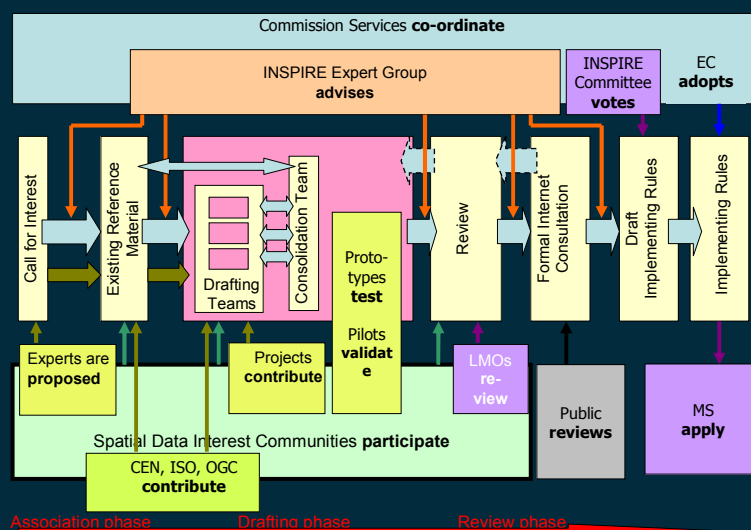 Commission Services co-ordinate
INSPIRE Expert Group
advises
INSPIRE
Committee
votes
EC
adopts
Call for Interest
Existing Reference
Material
Drafting
Teams
Consolidation Team
Proto-
types
test
Pilots
validat
e
Review
Formal Internet
Consultation
Draft
Implementing Rules
Implementing Rules
Experts are
proposed
Projects
contribute
LMOs
re-
view
Public
reviews
MS
apply
Spatial Data Interest Communities participate
CEN, ISO, OGC
contribute
Association phase
Drafting phase
Review phase